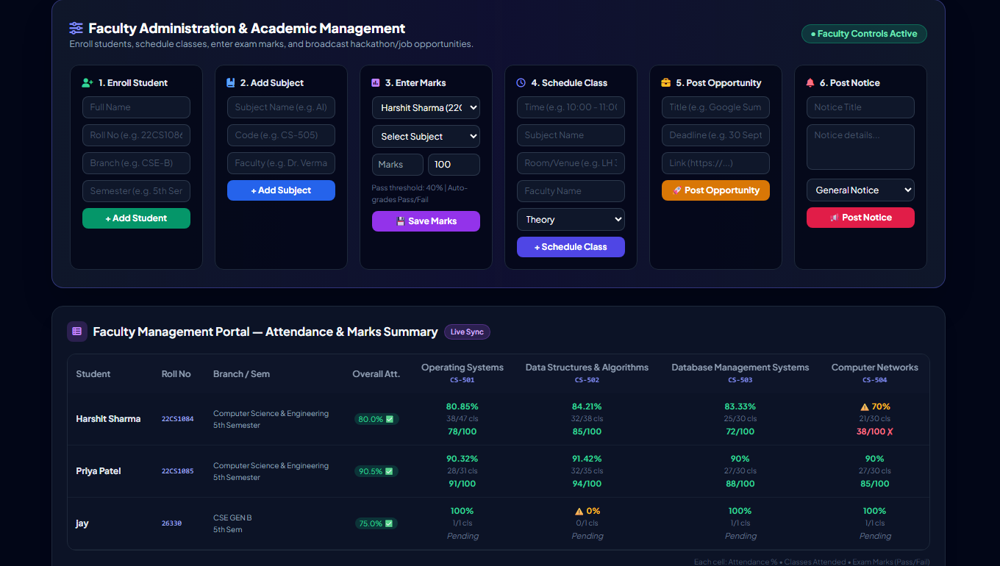 Faculty Administration & Academic Management
Enroll students, schedule classes, enter exam marks, and broadcast hackathon/job opportunities.
● Faculty Controls Active
1. Enroll Student
Full Name
Roll No (e.g. 22CS1086
Branch (e.g. CSE-B)
Semester (e.g. 5th Ser
+ Add Student
2. Add Subject
Subject Name (e.g. AI)
Code (e.g. CS-505)
Faculty (e.g. Dr. Verma
+ Add Subject
3. Enter Marks
Harshit Sharma (22C
Select Subject
Marks 100
Pass threshold: 40% | Auto-
grades Pass/Fail
💾 Save Marks
4. Schedule Class
Time (e.g. 10:00 - 11:00
Subject Name
Room/Venue (e.g. LH
Faculty Name
Theory
+ Schedule Class
5. Post Opportunity
Title (e.g. Google Sum
Deadline (e.g. 30 Sept
Link (https://...)
🚀 Post Opportunity
6. Post Notice
Notice Title
Notice details...
General Notice
📢 Post Notice
Faculty Management Portal — Attendance & Marks Summary Live Sync
Student Roll No Branch / Sem Overall Att. Operating Systems Data Structures & Algorithms Database Management Systems Computer Networks
CS-501 CS-502 CS-503 CS-504
80.85% 84.21% 83.33% ⚠️ 70%
Harshit Sharma 22CS1084 Computer Science & Engineering 80.0% ✅ 38/47 cls 32/38 cls 25/30 cls 21/30 cls
5th Semester 78/100 85/100 72/100 38/100 ✗
90.32% 91.42% 90% 90%
Priya Patel 22CS1085 Computer Science & Engineering 90.5% ✅ 28/31 cls 32/35 cls 27/30 cls 27/30 cls
5th Semester 91/100 94/100 88/100 85/100
100% ⚠️ 0% 100% 100%
Jay 26330 CSE GEN B 75.0% ✅ 1/1 cls 0/1 cls 1/1 cls 1/1 cls
5th Sem Pending Pending Pending Pending
Each cell: Attendance % • Classes Attended • Exam Marks (Pass/Fail)